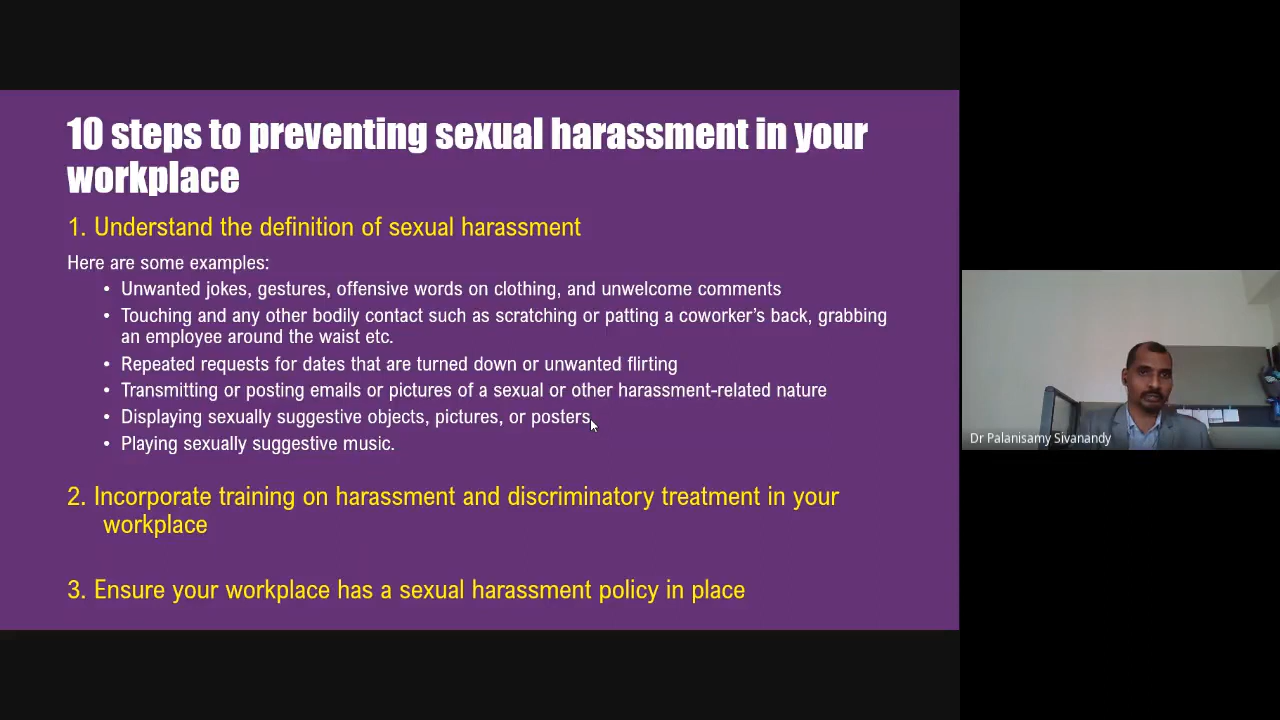 10 steps to preventing sexual harassment in your
workplace
1. Understand the definition of sexual harassment
Here are some examples:
• Unwanted jokes, gestures, offensive words on clothing, and unwelcome comments
• Touching and any other bodily contact such as scratching or patting a coworker's back, grabbing
an employee around the waist etc.
• Repeated requests for dates that are turned down or unwanted flirting
• Transmitting or posting emails or pictures of a sexual or other harassment-related nature
• Displaying sexually suggestive objects, pictures, or posters
• Playing sexually suggestive music.
2. Incorporate training on harassment and discriminatory treatment in your
workplace
3. Ensure your workplace has a sexual harassment policy in place
Dr Palanisamy Sivanandy